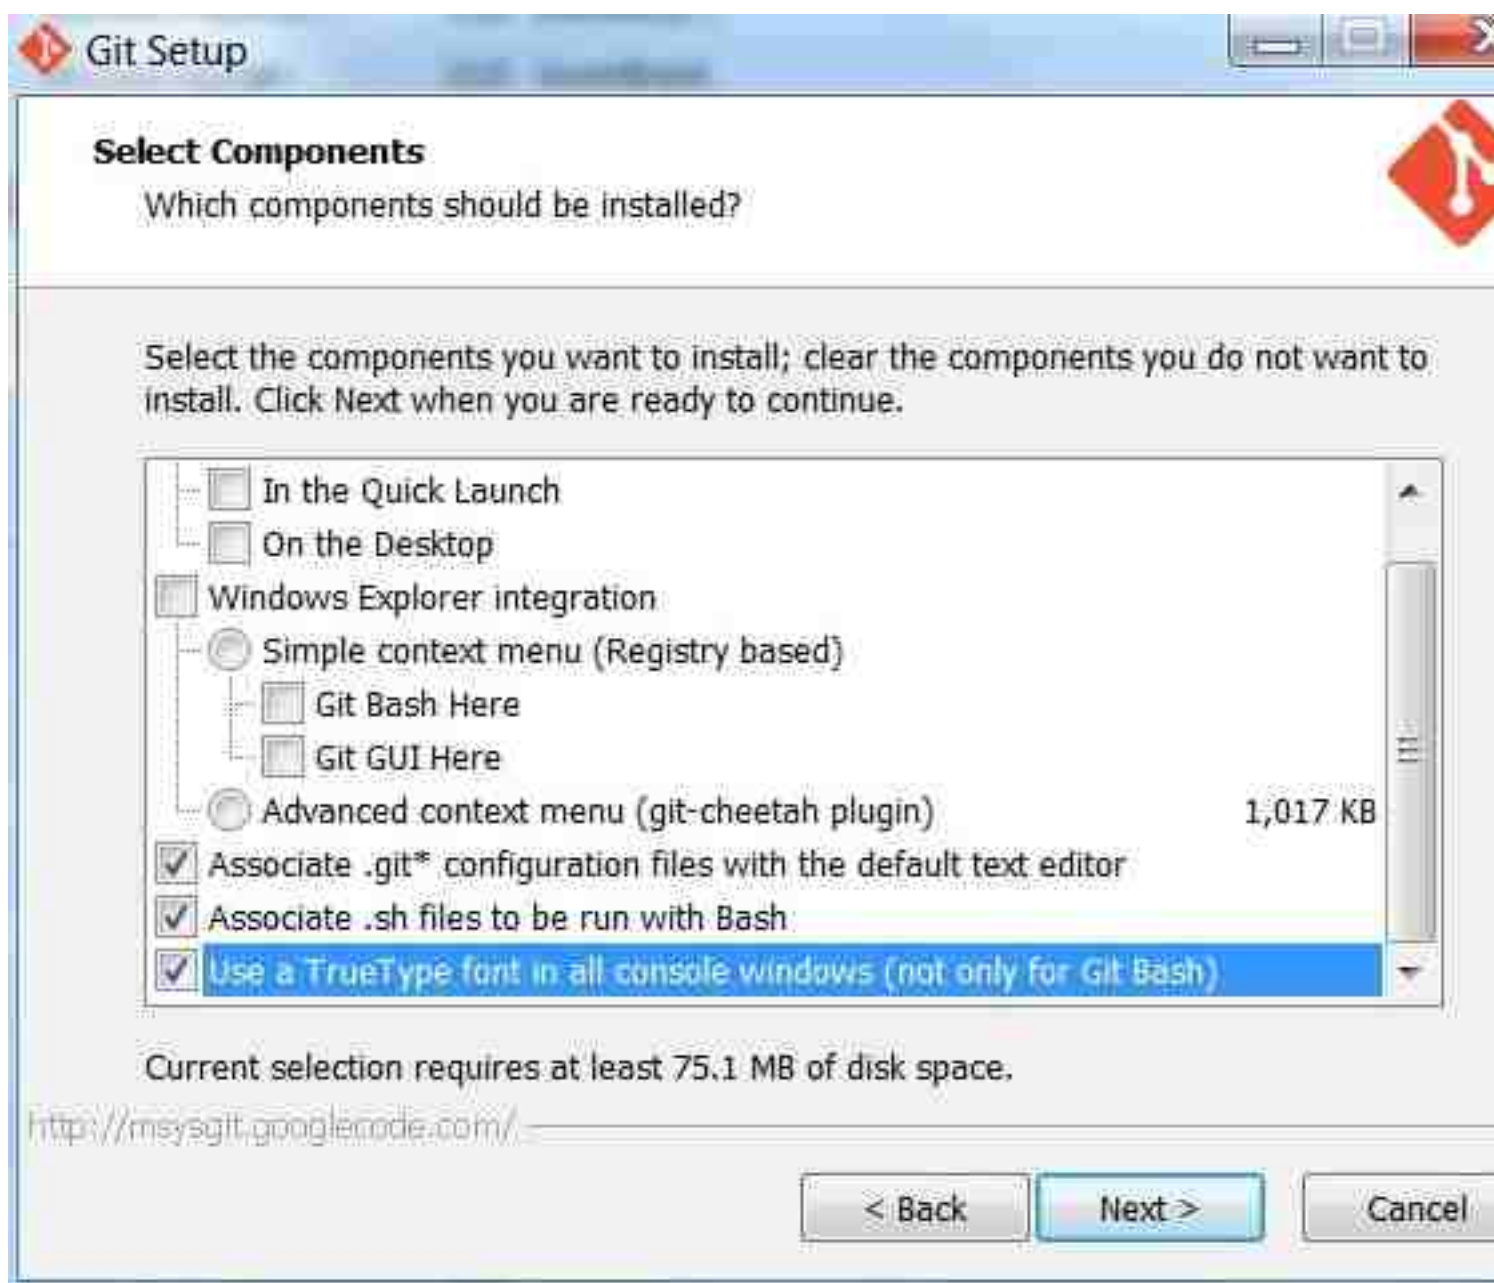 Git Setup
Select Components
Which components should be installed?
Select the components you want to install; clear the components you do not want to
install. Click Next when you are ready to continue.
In the Quick Launch
On the Desktop
Windows Explorer integration
Simple context menu (Registry based)
Git Bash Here
Git GUI Here
Advanced context menu (git-cheetah plugin) 1,017 KB
Associate .git* configuration files with the default text editor
Associate .sh files to be run with Bash
Use a TrueType font in all console windows (not only for Git Bash)
Current selection requires at least 75.1 MB of disk space.
http://msysgit.googlecode.com/
< Back Next > Cancel